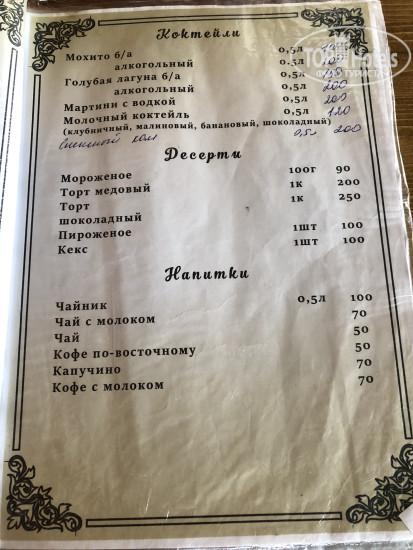 Коктейли
Мохито б/а 0,5л
алкогольный 0,5л
Голубая лагуна б/а 0,5л
алкогольный 0,5л 200
Мартини с водкой 0,5л 200
Молочный коктейль 0,5л 120
(клубничный, малиновый, банановый, шоколадный)
0,5л 200
Десерты
Мороженое 100г 90
Торт медовый 1к 200
Торт 1к 250
шоколадный
Пироженое 1шт 100
Кекс 1шт 100
Напитки
Чайник 0,5л 100
Чай с молоком 70
Чай 50
Кофе по-восточному 50
Капучино 70
Кофе с молоком 70